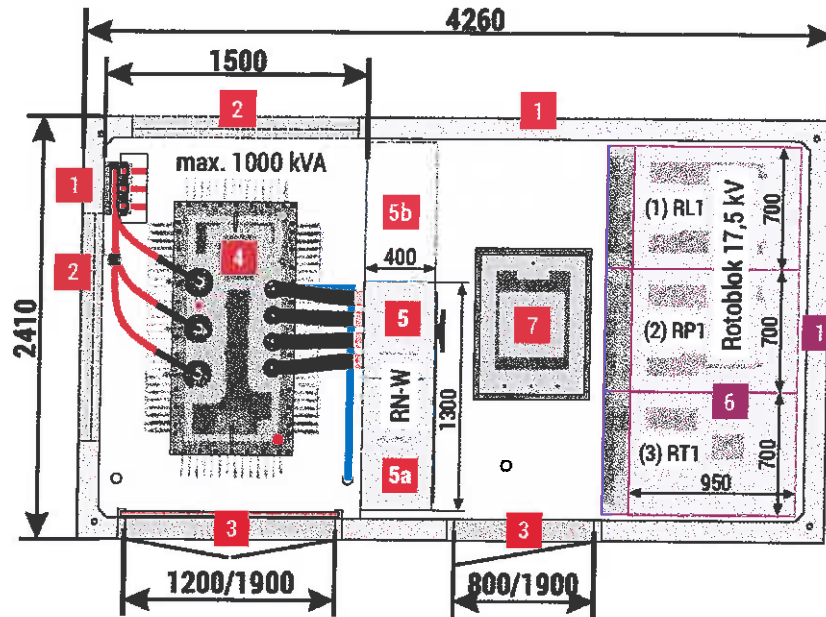 4260
1500
2
1
max. 1000 kVA
1
5b
(1) RL1
700
Rotoblok 17,5 kV
4
400
2
2410
5
7
(2) RP1
700
1
S
S
S
RN-W
1300
6
5a
(3) RT1
700
950
3
3
1200/1900
800/1900